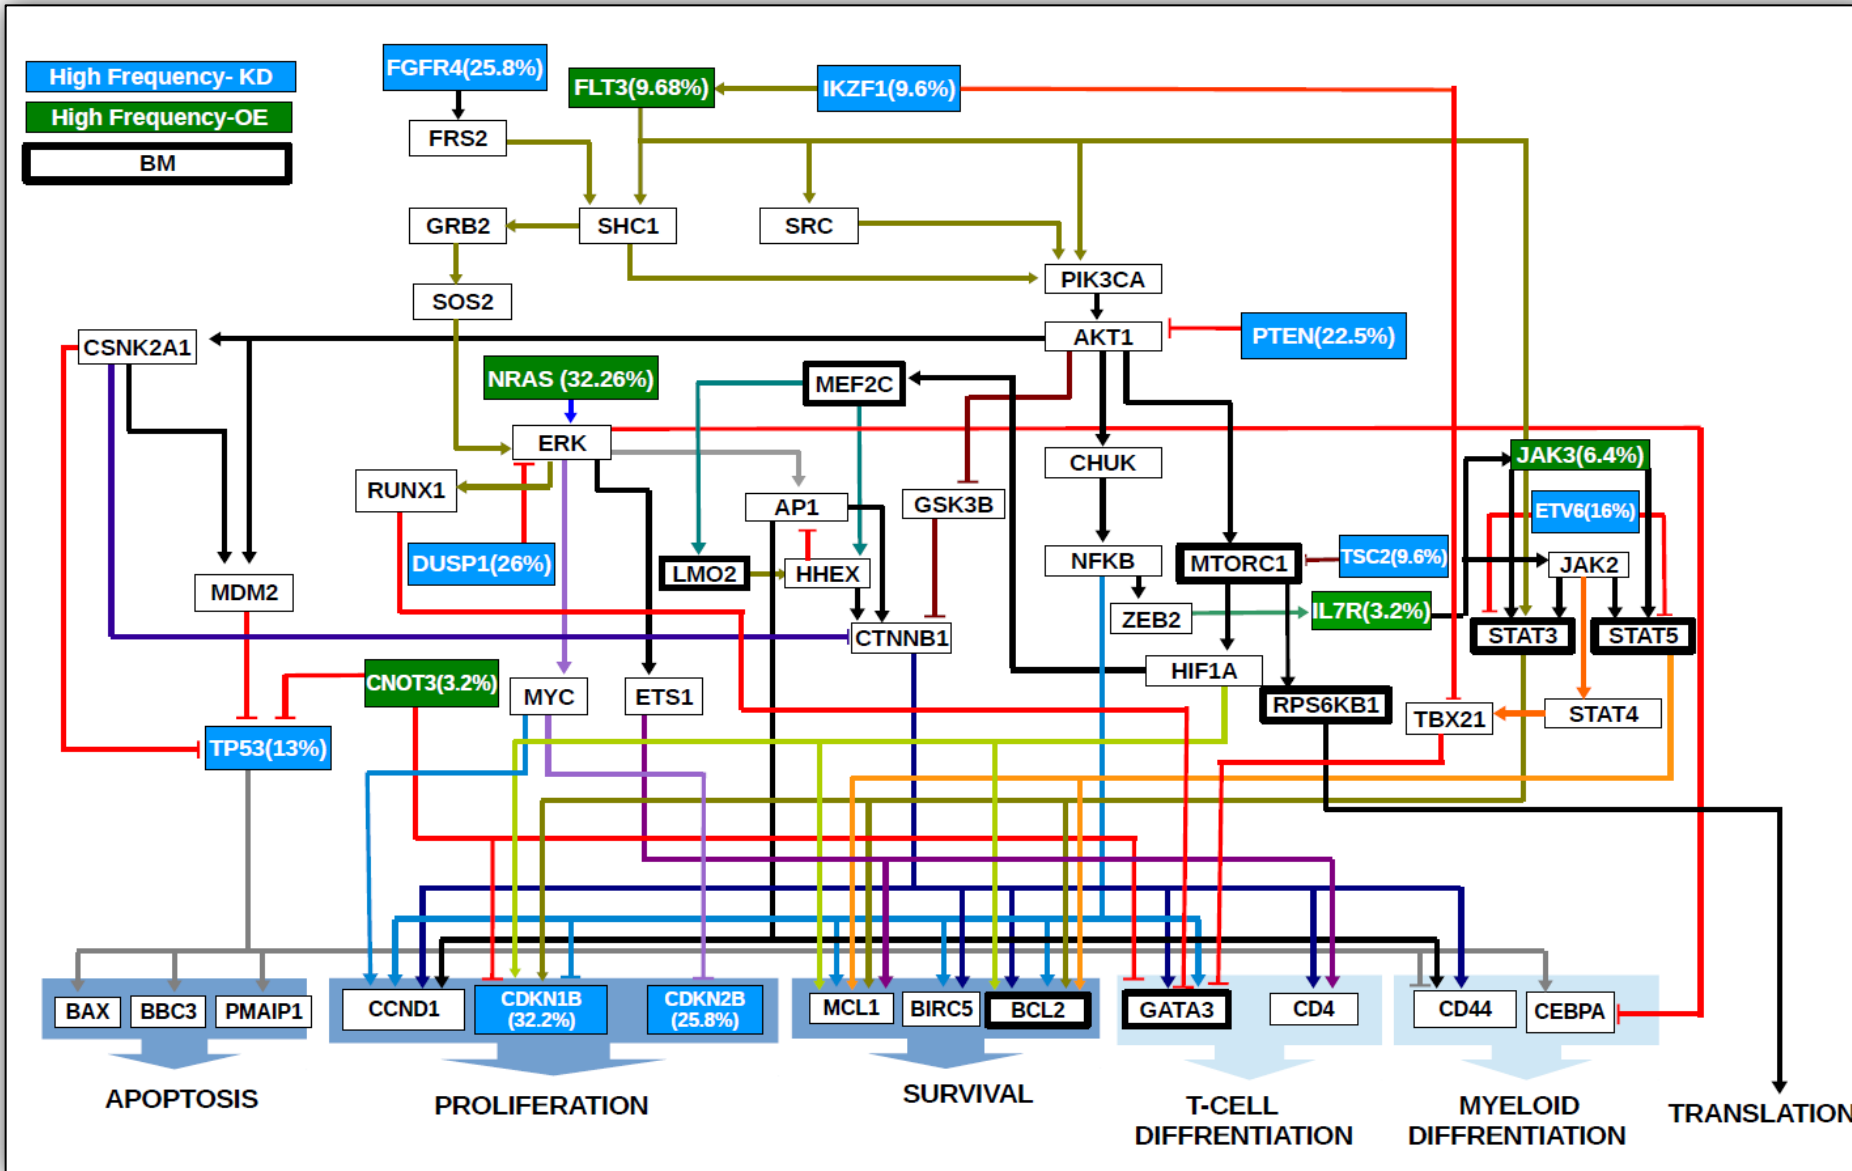 FGFR4(25.8%)
FLT3(9.68%)
IKZF1(9.6%)
High Frequency- KD
High Frequency-OE
BM
FRS2
GRB2
SHC1
SRC
PIK3CA
SOS2
CSNK2A1
AKT1
PTEN(22.5%)
NRAS (32.26%)
MEF2C
ERK
CHUK
JAK3(6.4%)
RUNX1
AP1
GSK3B
ETV6(16%)
DUSP1(26%)
LMO2
HHEX
NFKB
MTORC1
TSC2(9.6%)
JAK2
MDM2
ZEB2
IL7R(3.2%)
CTNNB1
STAT3
STAT5
CNOT3(3.2%)
MYC
ETS1
HIF1A
RPS6KB1
TBX21
STAT4
TP53(13%)
BAX
BBC3
PMAIP1
CCND1
CDKN1B
(32.2%)
CDKN2B
(25.8%)
MCL1
BIRC5
BCL2
GATA3
CD4
CD44
CEBPA
APOPTOSIS
PROLIFERATION
SURVIVAL
T-CELL
DIFFRENTIATION
MYELOID
DIFFRENTIATION
TRANSLATION